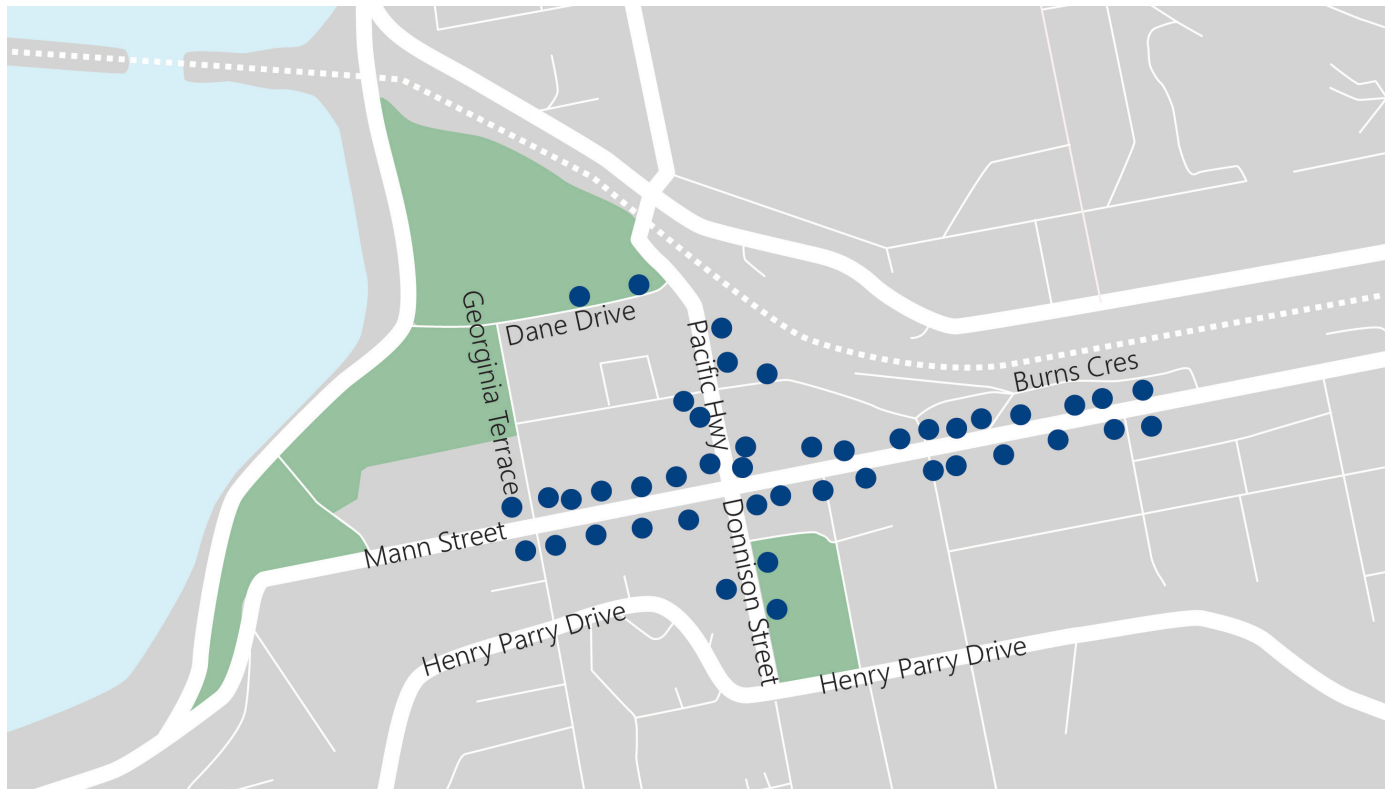 Georginia Terrace
Dane Drive
Pacific Hwy
Burns Cres
Mann Street
Donnison Street
Henry Parry Drive
Henry Parry Drive